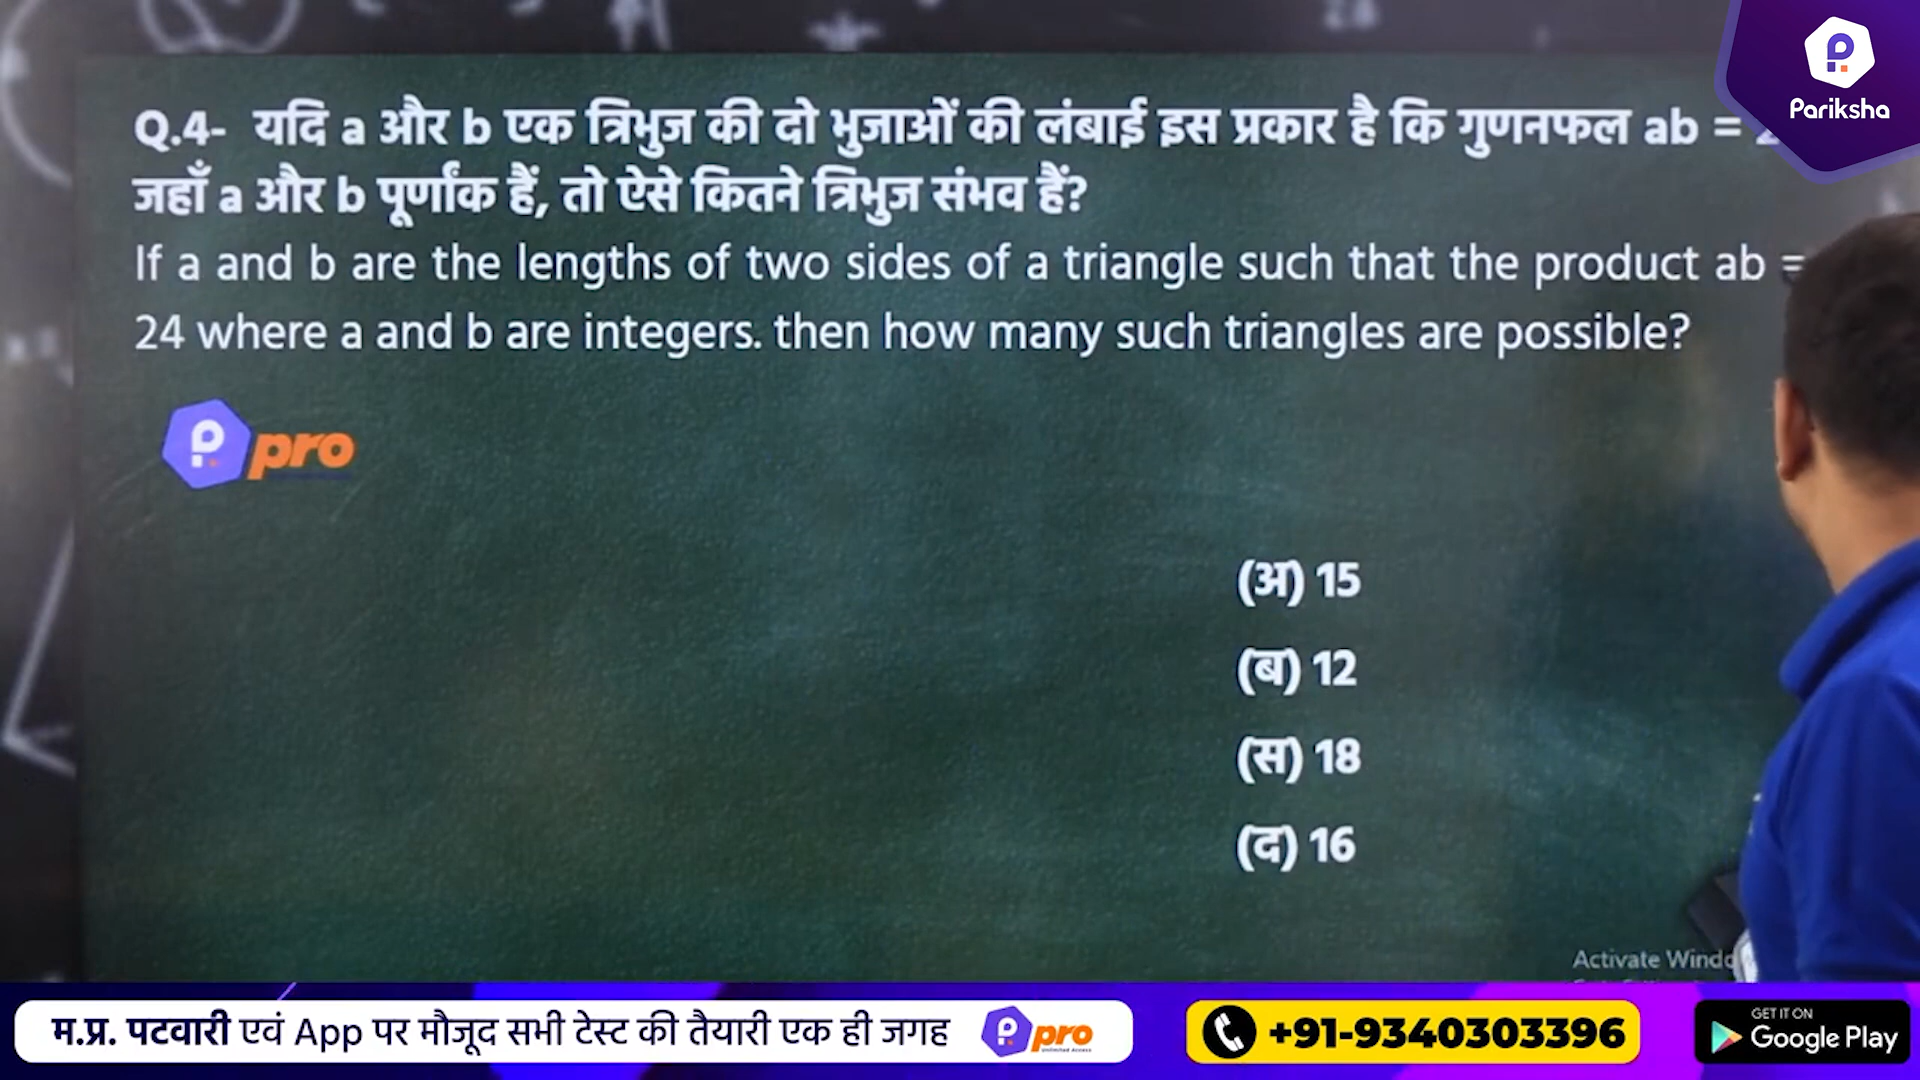 Pariksha
Q.4- यदि a और b एक त्रिभुज की दो भुजाओं की लंबाई इस प्रकार है कि गुणनफल ab =
जहाँ a और b पूर्णांक हैं, तो ऐसे कितने त्रिभुज संभव हैं?
If a and b are the lengths of two sides of a triangle such that the product ab =
24 where a and b are integers. then how many such triangles are possible?
P pro
(अ) 15
(ब) 12
(स) 18
(द) 16
Activate
म.प्र. पटवारी एवं App पर मौजूद सभी टेस्ट की तैयारी एक ही जगह
P pro
Unlimited Access
+91-9340303396
GET IT ON
Google Play